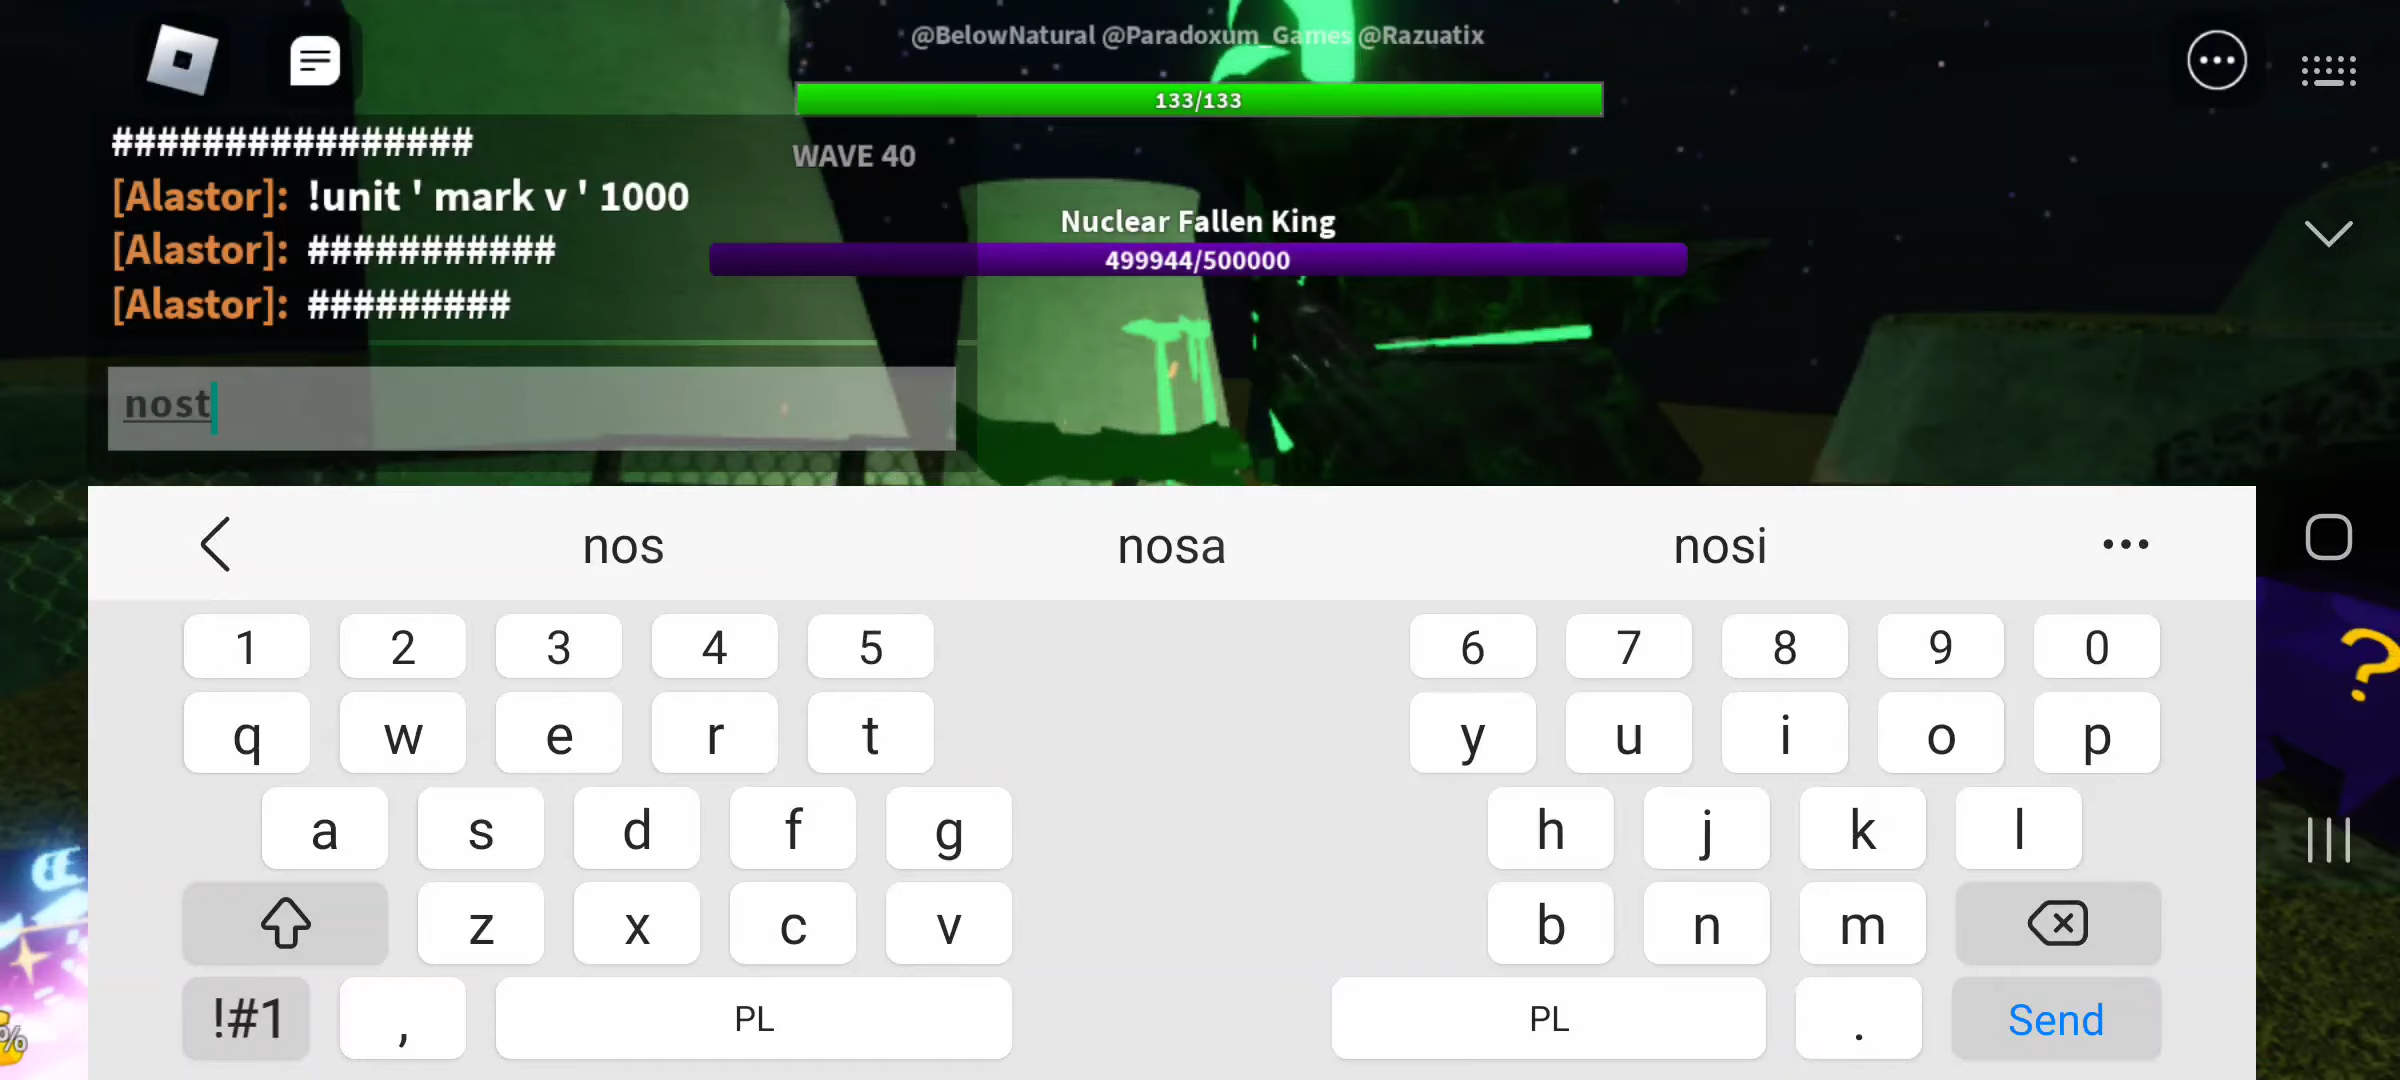 @BelowNatural @Paradoxum_Games @Razuatix
133/133
WAVE 40
################
[Alastor]: !unit ' mark v ' 1000
[Alastor]: ###########
[Alastor]: #########
Nuclear Fallen King
499944/500000
nost
nos nosa nosi
1 2 3 4 5 6 7 8 9 0
q w e r t y u i o p
a s d f g h j k l
z x c v b n m
!#1 , PL PL . Send
?
%